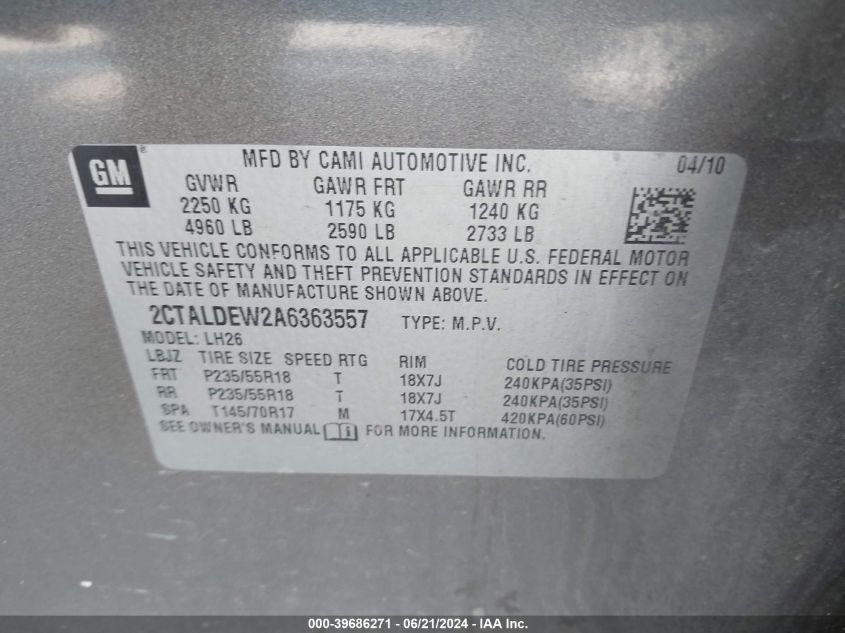 GM ®
MFD BY CAMI AUTOMOTIVE INC. 04/10
GVWR GAWR FRT GAWR RR
2250 KG 1175 KG 1240 KG
4960 LB 2590 LB 2733 LB
THIS VEHICLE CONFORMS TO ALL APPLICABLE U.S. FEDERAL MOTOR
VEHICLE SAFETY AND THEFT PREVENTION STANDARDS IN EFFECT ON
THE DATE OF MANUFACTURE SHOWN ABOVE.
2CTALDEW2A6363557 TYPE: M.P.V.
MODEL: LH26
LBJZ TIRE SIZE SPEED RTG RIM COLD TIRE PRESSURE
FRT P235/55R18 T 18X7J 240KPA(35PSI)
RR P235/55R18 T 18X7J 240KPA(35PSI)
SPA T145/70R17 M 17X4.5T 420KPA(60PSI)
SEE OWNER'S MANUAL FOR MORE INFORMATION.
000-39686271 - 06/21/2024 - IAA Inc.